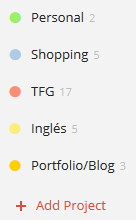 Personal 2
Shopping 5
TFG 17
Inglés 5
Portfolio/Blog 3
+ Add Project